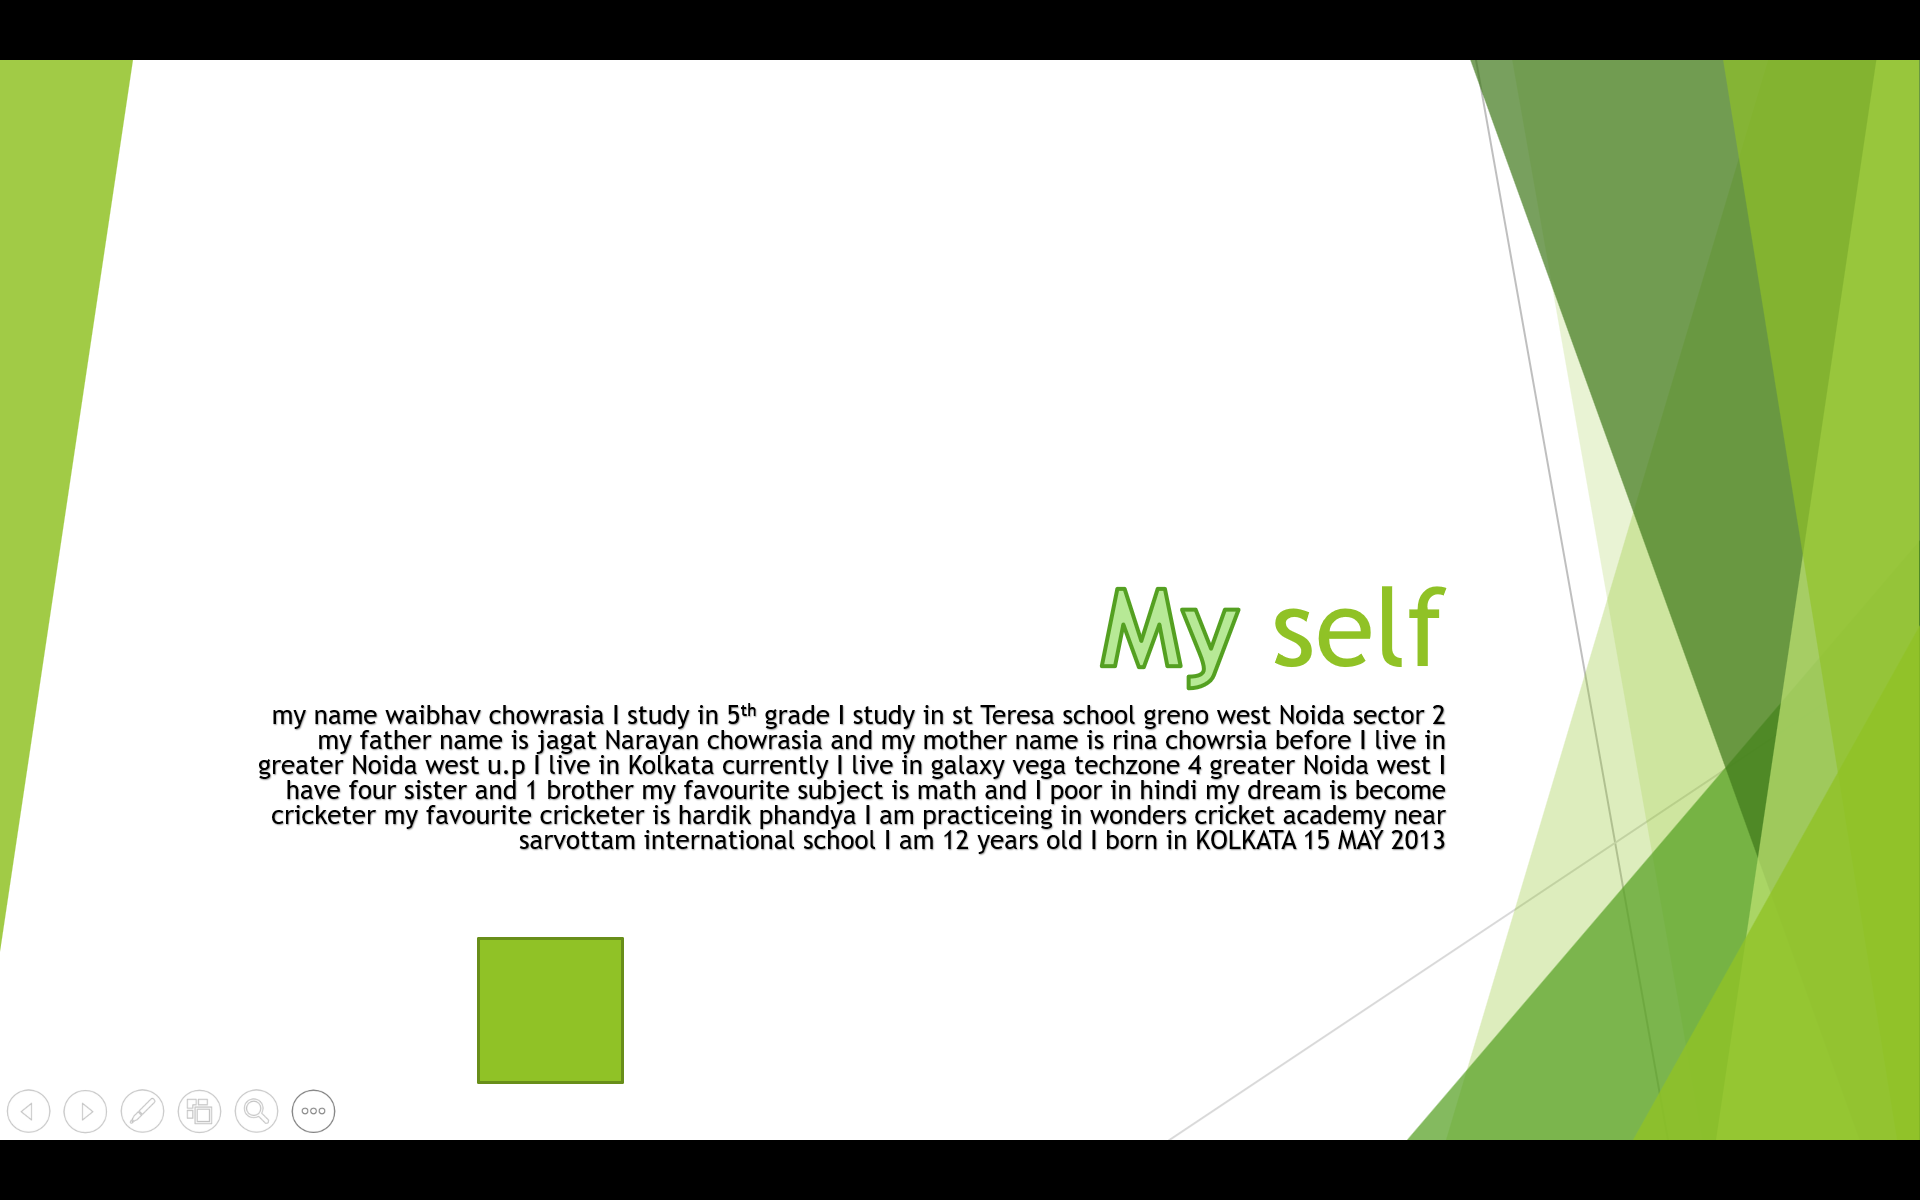 My self
my name waibhav chowrasia I study in 5th grade I study in st Teresa school greno west Noida sector 2
my father name is jagat Narayan chowrasia and my mother name is rina chowrsia before I live in
greater Noida west u.p I live in Kolkata currently I live in galaxy vega techzone 4 greater Noida west I
have four sister and 1 brother my favourite subject is math and I poor in hindi my dream is become
cricketer my favourite cricketer is hardik phandya I am practiceing in wonders cricket academy near
sarvottam international school I am 12 years old I born in KOLKATA 15 MAY 2013